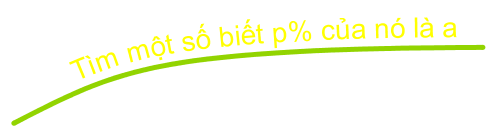 Tìm một số biết p% của nó là a